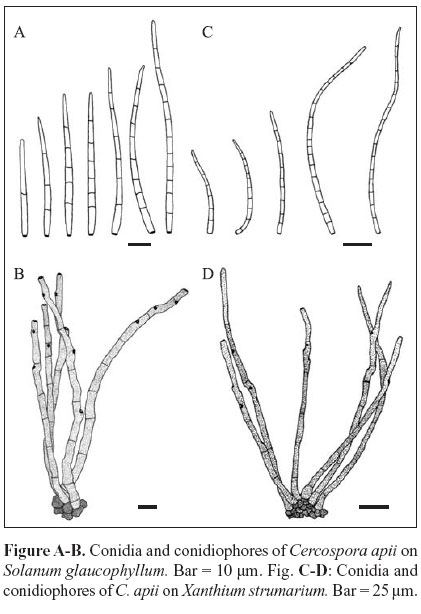 A
C
B
D
Figure A-B. Conidia and conidiophores of Cercospora apii on
Solanum glaucophyllum. Bar = 10 μm. Fig. C-D: Conidia and
conidiophores of C. apii on Xanthium strumarium. Bar = 25 μm.